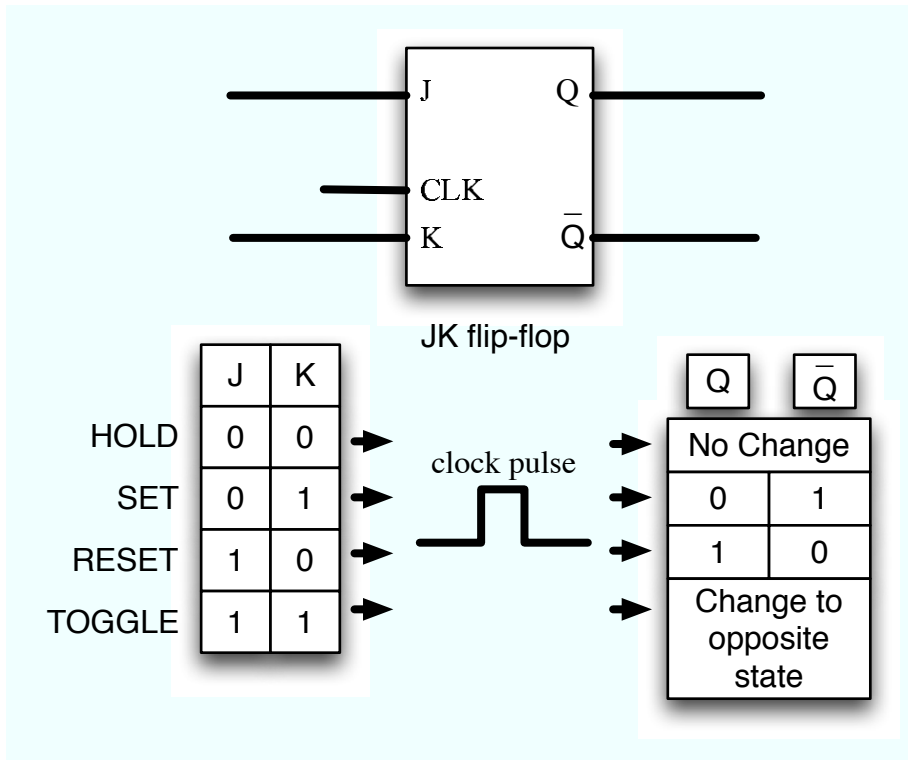 J Q
CLK
K Q̅
JK flip-flop
J K
Q Q̅
HOLD 0 0 No Change
clock pulse
SET 0 1 0 1
RESET 1 0 1 0
TOGGLE 1 1 Change to
opposite
state